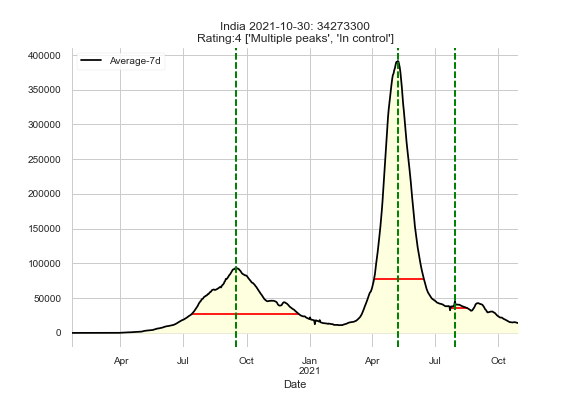 India 2021-10-30: 34273300
Rating:4 ['Multiple peaks', 'In control']
Average-7d
400000
350000
300000
250000
200000
150000
100000
50000
0
Apr Jul Oct Jan Apr Jul Oct
2021
Date